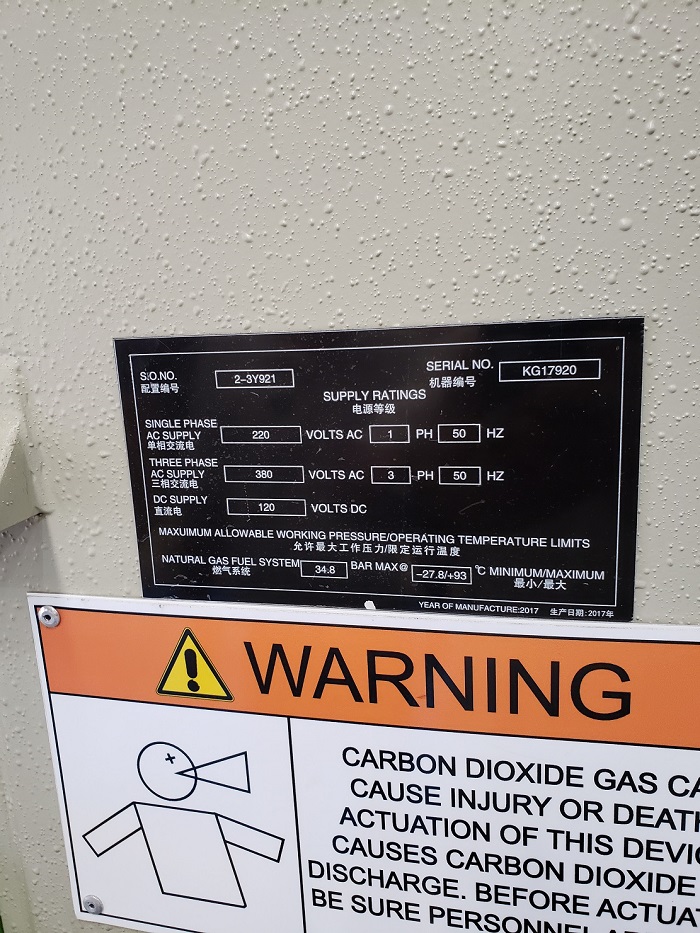 S.O.NO. 2-3Y921 SERIAL NO. KG17920
配置编号 机器编号
SUPPLY RATINGS
电源等级
SINGLE PHASE
AC SUPPLY 220 VOLTS AC 1 PH 50 HZ
单相交流电
THREE PHASE
AC SUPPLY 380 VOLTS AC 3 PH 50 HZ
三相交流电
DC SUPPLY 120 VOLTS DC
直流电
MAXUIMUM ALLOWABLE WORKING PRESSURE/OPERATING TEMPERATURE LIMITS
允许最大工作压力/限定运行温度
NATURAL GAS FUEL SYSTEM 34.8 BAR MAX@ -27.8/+93 °C MINIMUM/MAXIMUM
燃气系统 最小/最大
YEAR OF MANUFACTURE:2017 生产日期:2017年
WARNING
CARBON DIOXIDE GAS CA
CAUSE INJURY OR DEATH
ACTUATION OF THIS DEVIC
CAUSES CARBON DIOXIDE
DISCHARGE. BEFORE ACTUAT
BE SURE PERSONNEL